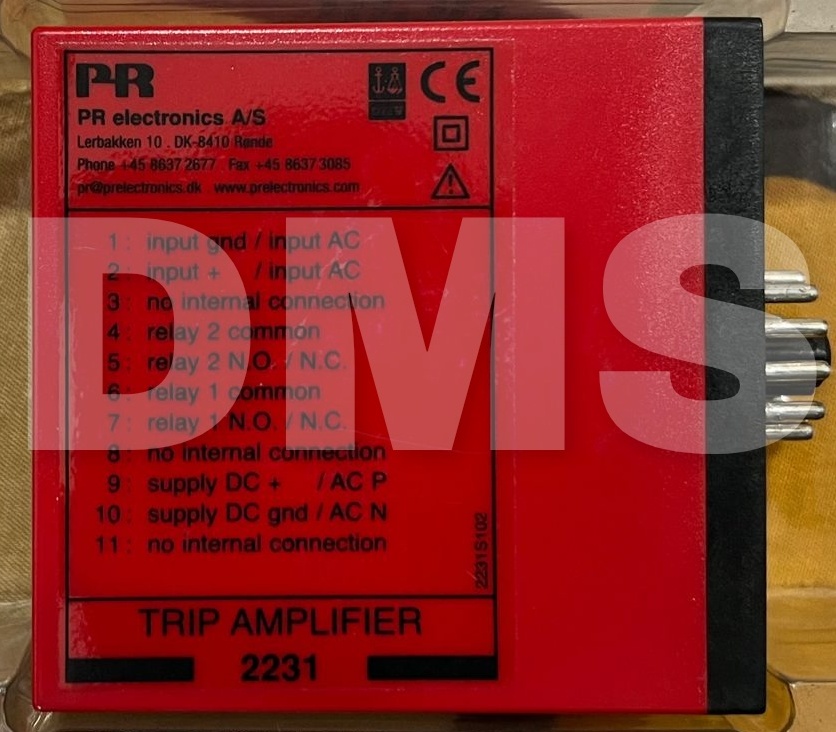 PR
PR electronics A/S
Lerbakken 10 . DK-8410 Rønde
Phone +45 8637 2677 Fax +45 8637 3085
pr@prelectronics.dk www.prelectronics.com
CE
1 : input gnd / input AC
2 : input + / input AC
3 : no internal connection
4 : relay 2 common
5 : relay 2 N.O. / N.C.
6 : relay 1 common
7 : relay 1 N.O. / N.C.
8 : no internal connection
9 : supply DC + / AC P
10 : supply DC gnd / AC N
11 : no internal connection
2231S102
TRIP AMPLIFIER
2231
DMS